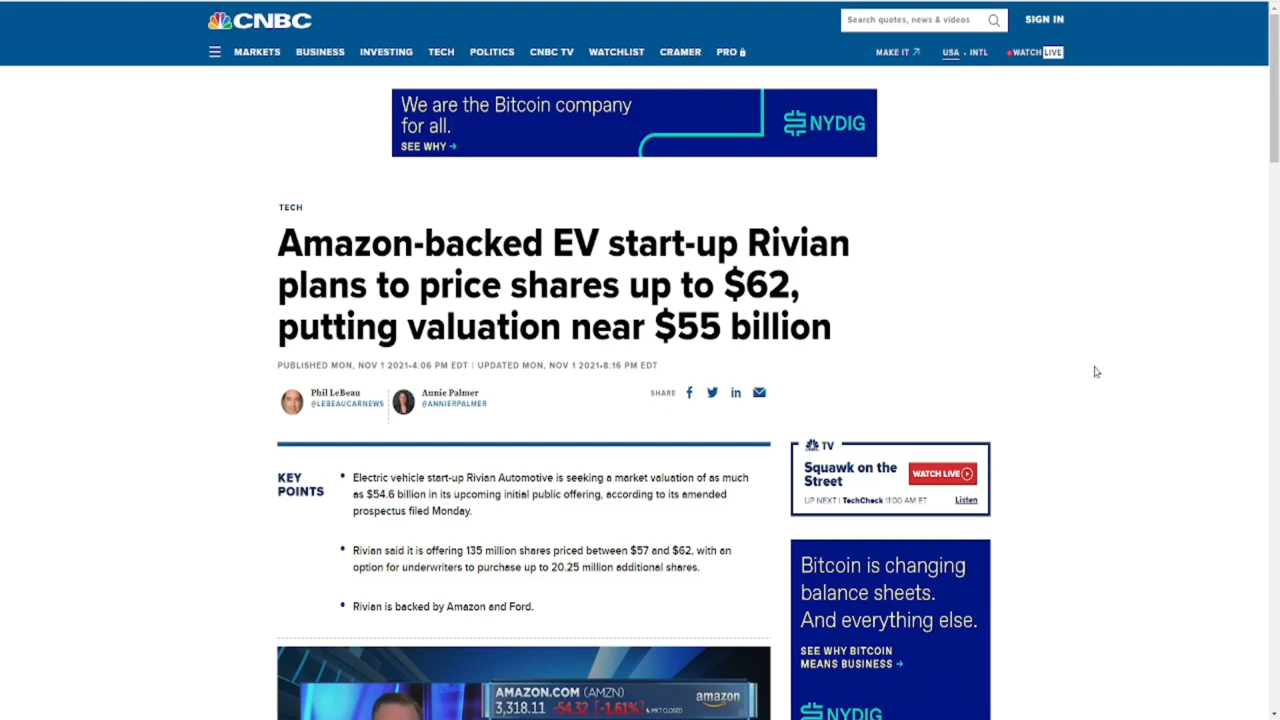 CNBC
Search quotes, news & videos
SIGN IN
MARKETS BUSINESS INVESTING TECH POLITICS CNBC TV WATCHLIST CRAMER PRO
MAKE IT USA • INTL WATCH LIVE
We are the Bitcoin company
for all.
SEE WHY →
NYDIG
TECH
Amazon-backed EV start-up Rivian
plans to price shares up to $62,
putting valuation near $55 billion
PUBLISHED MON, NOV 1 2021•4:06 PM EDT | UPDATED MON, NOV 1 2021•8:16 PM EDT
Phil LeBeau
@LEBEAUCARNEWS
Annie Palmer
@ANNIERPALMER
SHARE
KEY
POINTS
• Electric vehicle start-up Rivian Automotive is seeking a market valuation of as much
as $54.6 billion in its upcoming initial public offering, according to its amended
prospectus filed Monday.
• Rivian said it is offering 135 million shares priced between $57 and $62, with an
option for underwriters to purchase up to 20.25 million additional shares.
• Rivian is backed by Amazon and Ford.
AMAZON.COM (AMZN)
3,318.11 -54.32 [-1.61%] MKT CLOSED
amazon
TV
Squawk on the
Street
WATCH LIVE
UP NEXT | TechCheck 11:00 AM ET
Listen
Bitcoin is changing
balance sheets.
And everything else.
SEE WHY BITCOIN
MEANS BUSINESS →
NYDIG